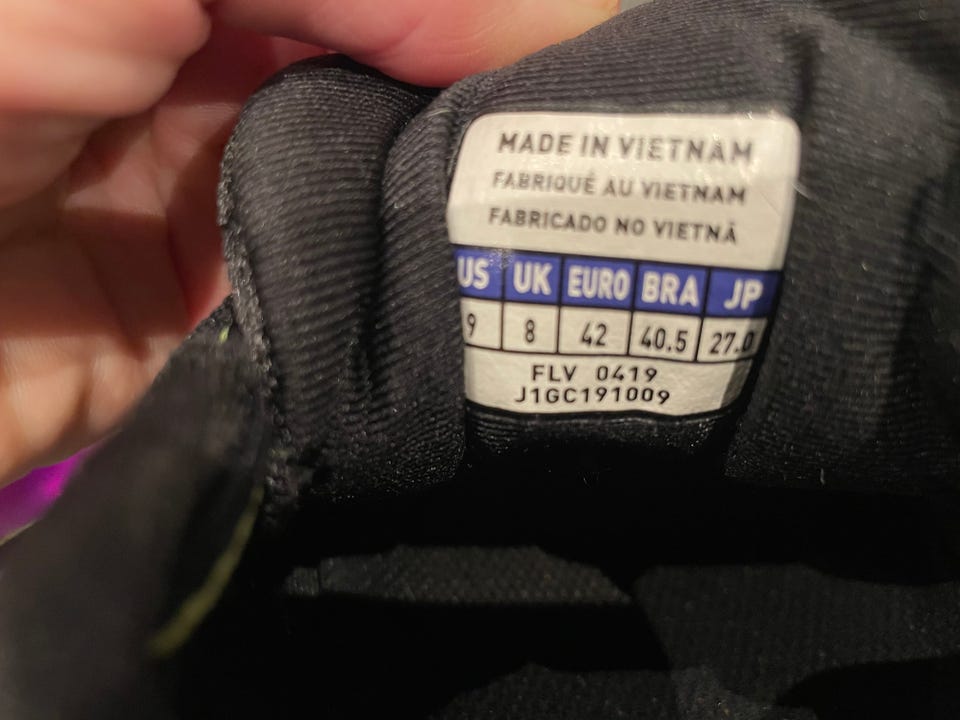 MADE IN VIETNAM
FABRIQUÉ AU VIETNAM
FABRICADO NO VIETNÃ
US UK EURO BRA JP
9 8 42 40.5 27.0
FLV 0419
J1GC191009